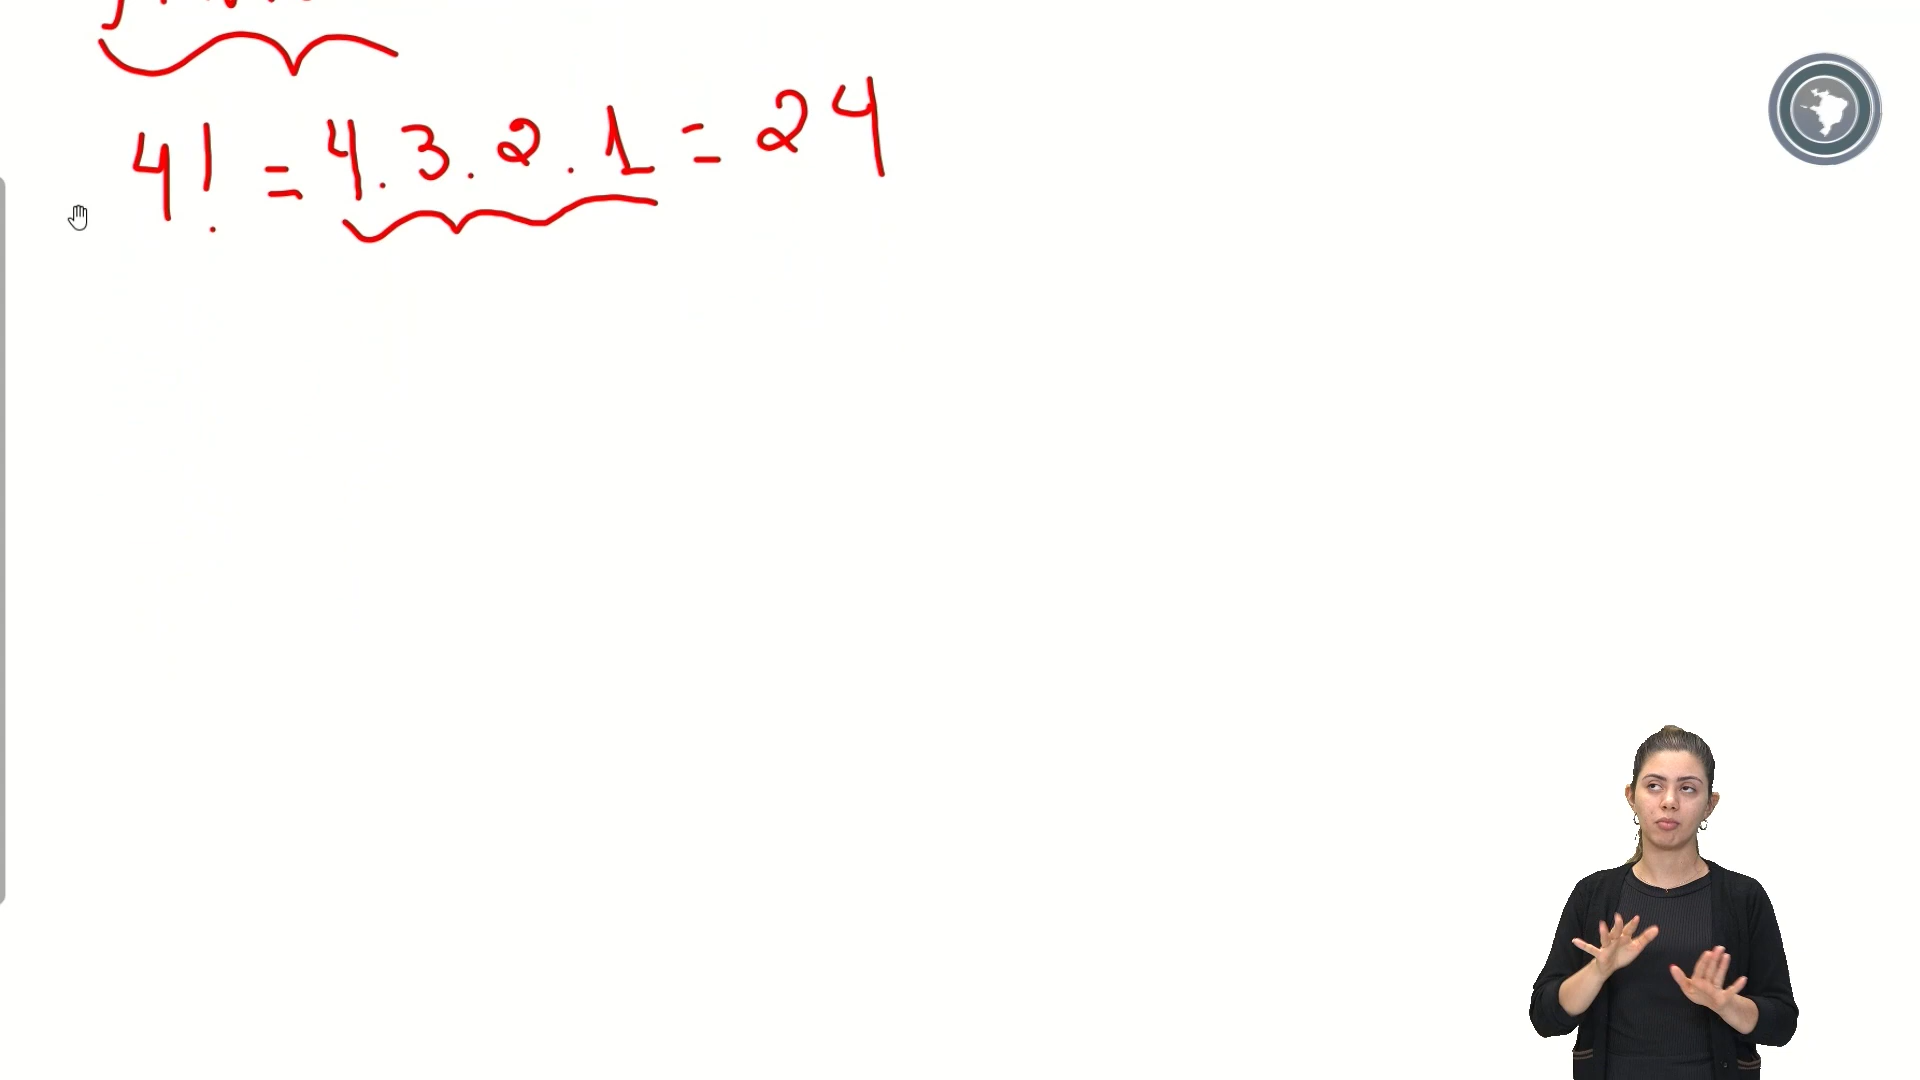 4! = 4.3.2.1 = 24